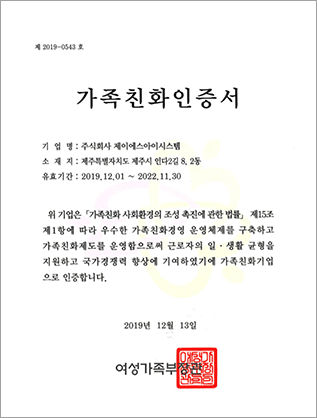 제 2019-0543 호
가족친화인증서
기 업 명 : 주식회사 제이에스아이시스템
소 재 지 : 제주특별자치도 제주시 인다2길 8, 2동
유효기간 : 2019.12.01 ~ 2022.11.30
위 기업은「가족친화 사회환경의 조성 촉진에 관한 법률」 제15조
제1항에 따라 우수한 가족친화경영 운영체제를 구축하고
가족친화제도를 운영함으로써 근로자의 일 · 생활 균형을
지원하고 국가경쟁력 향상에 기여하였기에 가족친화기업
으로 인증합니다.
2019년 12월 13일
여성가족부장관